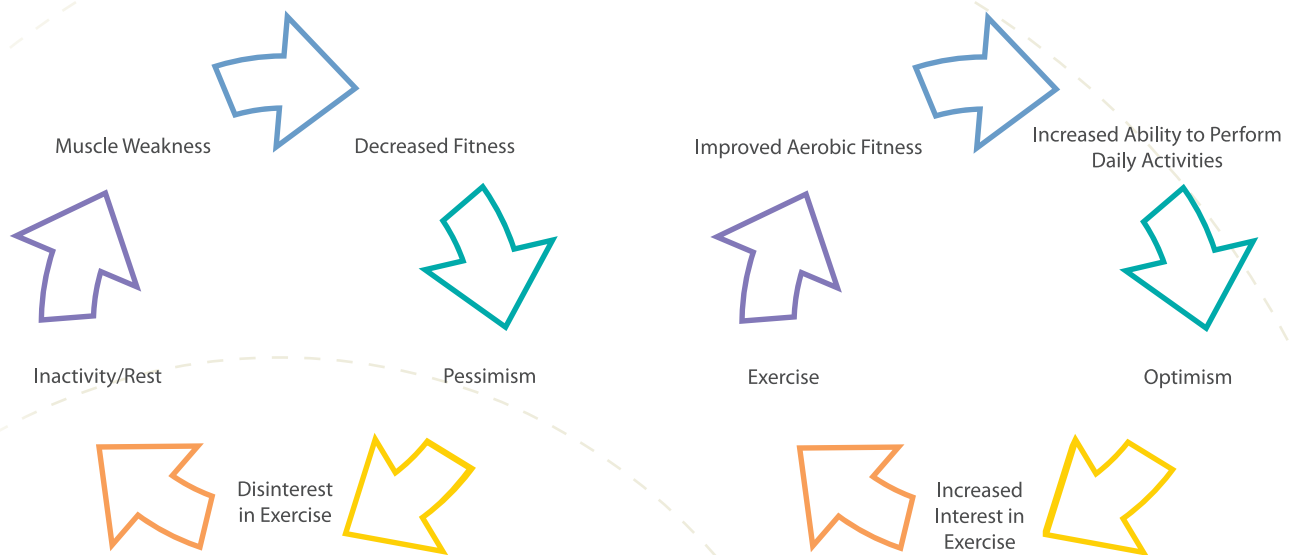 Muscle Weakness
Decreased Fitness
Inactivity/Rest
Pessimism
Disinterest
in Exercise
Improved Aerobic Fitness
Increased Ability to Perform
Daily Activities
Exercise
Optimism
Increased
Interest in
Exercise